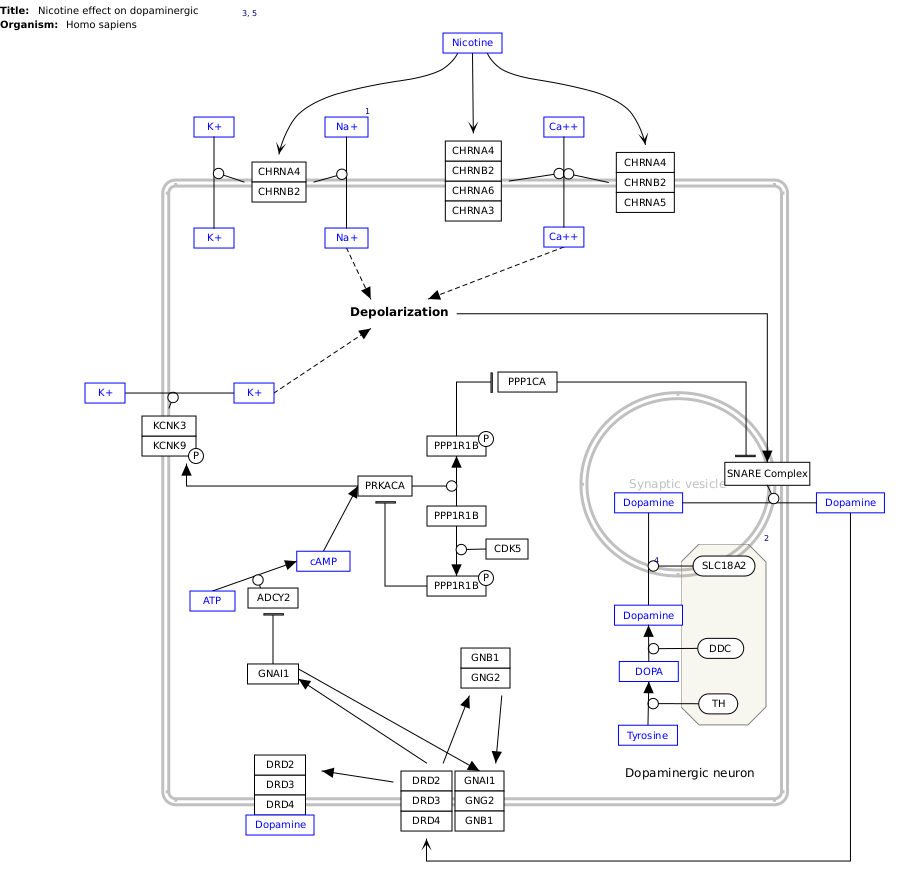 Title: Nicotine effect on dopaminergic 3, 5
Organism: Homo sapiens
Nicotine
1
K+ Na+ Ca++
CHRNA4
CHRNB2
CHRNA4
CHRNB2
CHRNA6
CHRNA3
CHRNA4
CHRNB2
CHRNA5
K+ Na+ Ca++
Depolarization
K+ K+
PPP1CA
KCNK3
KCNK9
P
PPP1R1B
P
SNARE Complex
Synaptic vesicle
PRKACA
Dopamine
Dopamine
PPP1R1B
2
CDK5
4
SLC18A2
cAMP
PPP1R1B
P
ATP
ADCY2
Dopamine
DDC
GNB1
GNG2
DOPA
GNAI1
TH
Tyrosine
Dopaminergic neuron
DRD2
DRD3
DRD4
Dopamine
DRD2
DRD3
DRD4
GNAI1
GNG2
GNB1